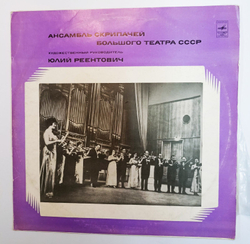 АНСАМБЛЬ СКРИПАЧЕЙ
БОЛЬШОГО ТЕАТРА СССР
ХУДОЖЕСТВЕННЫЙ РУКОВОДИТЕЛЬ
ЮЛИЙ РЕЕНТОВИЧ